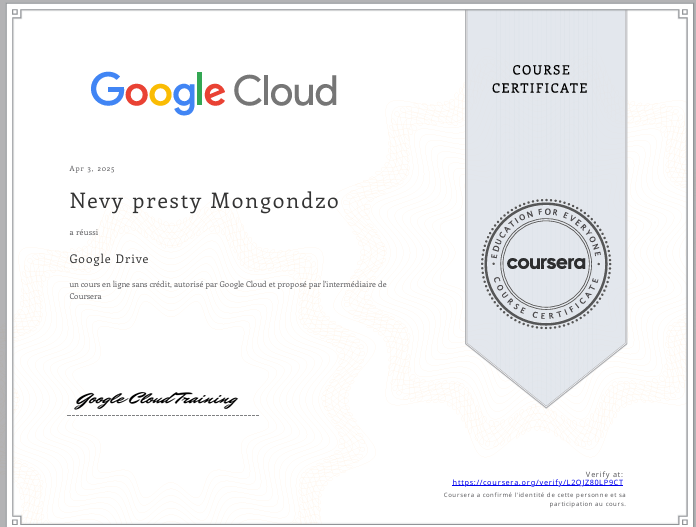 Google Cloud
COURSE
CERTIFICATE
Apr 3, 2025
Nevy presty Mongondzo
a réussi
Google Drive
un cours en ligne sans crédit, autorisé par Google Cloud et proposé par l'intermédiaire de
Coursera
EDUCATION FOR EVERYONE
coursera
COURSE CERTIFICATE
Google Cloud Training
Verify at:
https://coursera.org/verify/L2OJZ80LP9CT
Coursera a confirmé l'identité de cette personne et sa
participation au cours.